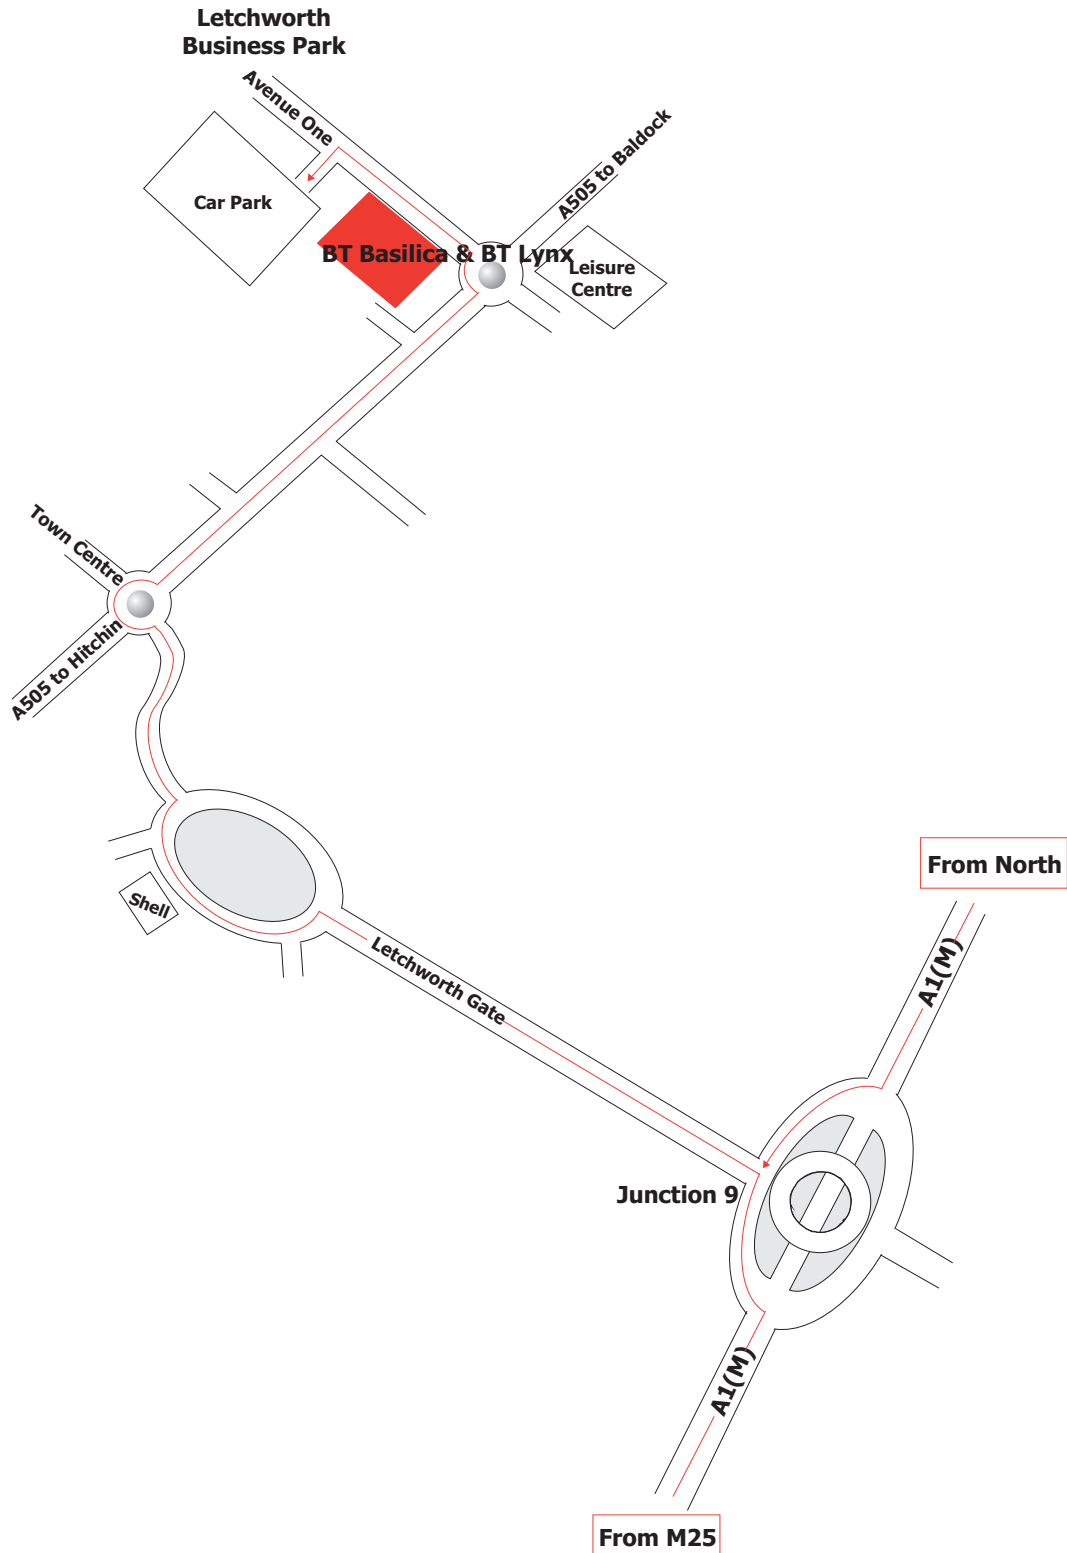 Letchworth
Business Park
Avenue One
A505 to Baldock
Car Park
BT Basilica & BT Lynx
Leisure
Centre
Town Centre
A505 to Hitchin
Shell
From North
Letchworth Gate
A1(M)
Junction 9
A1(M)
From M25